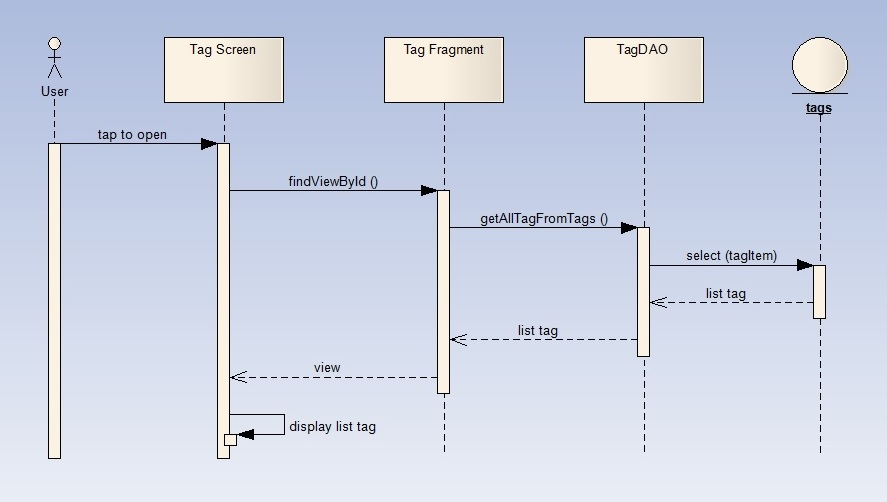 Tag Screen
Tag Fragment
TagDAO
User
tags
tap to open
findViewById ()
getAllTagFromTags ()
select (tagItem)
list tag
list tag
view
display list tag